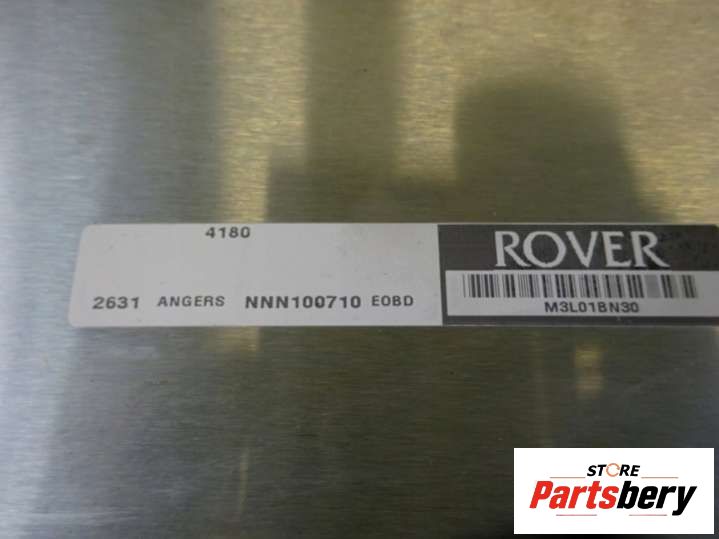 4180
2631 ANGERS NNN100710 EOBD
ROVER
M3L01BN30
STORE
Partsbery